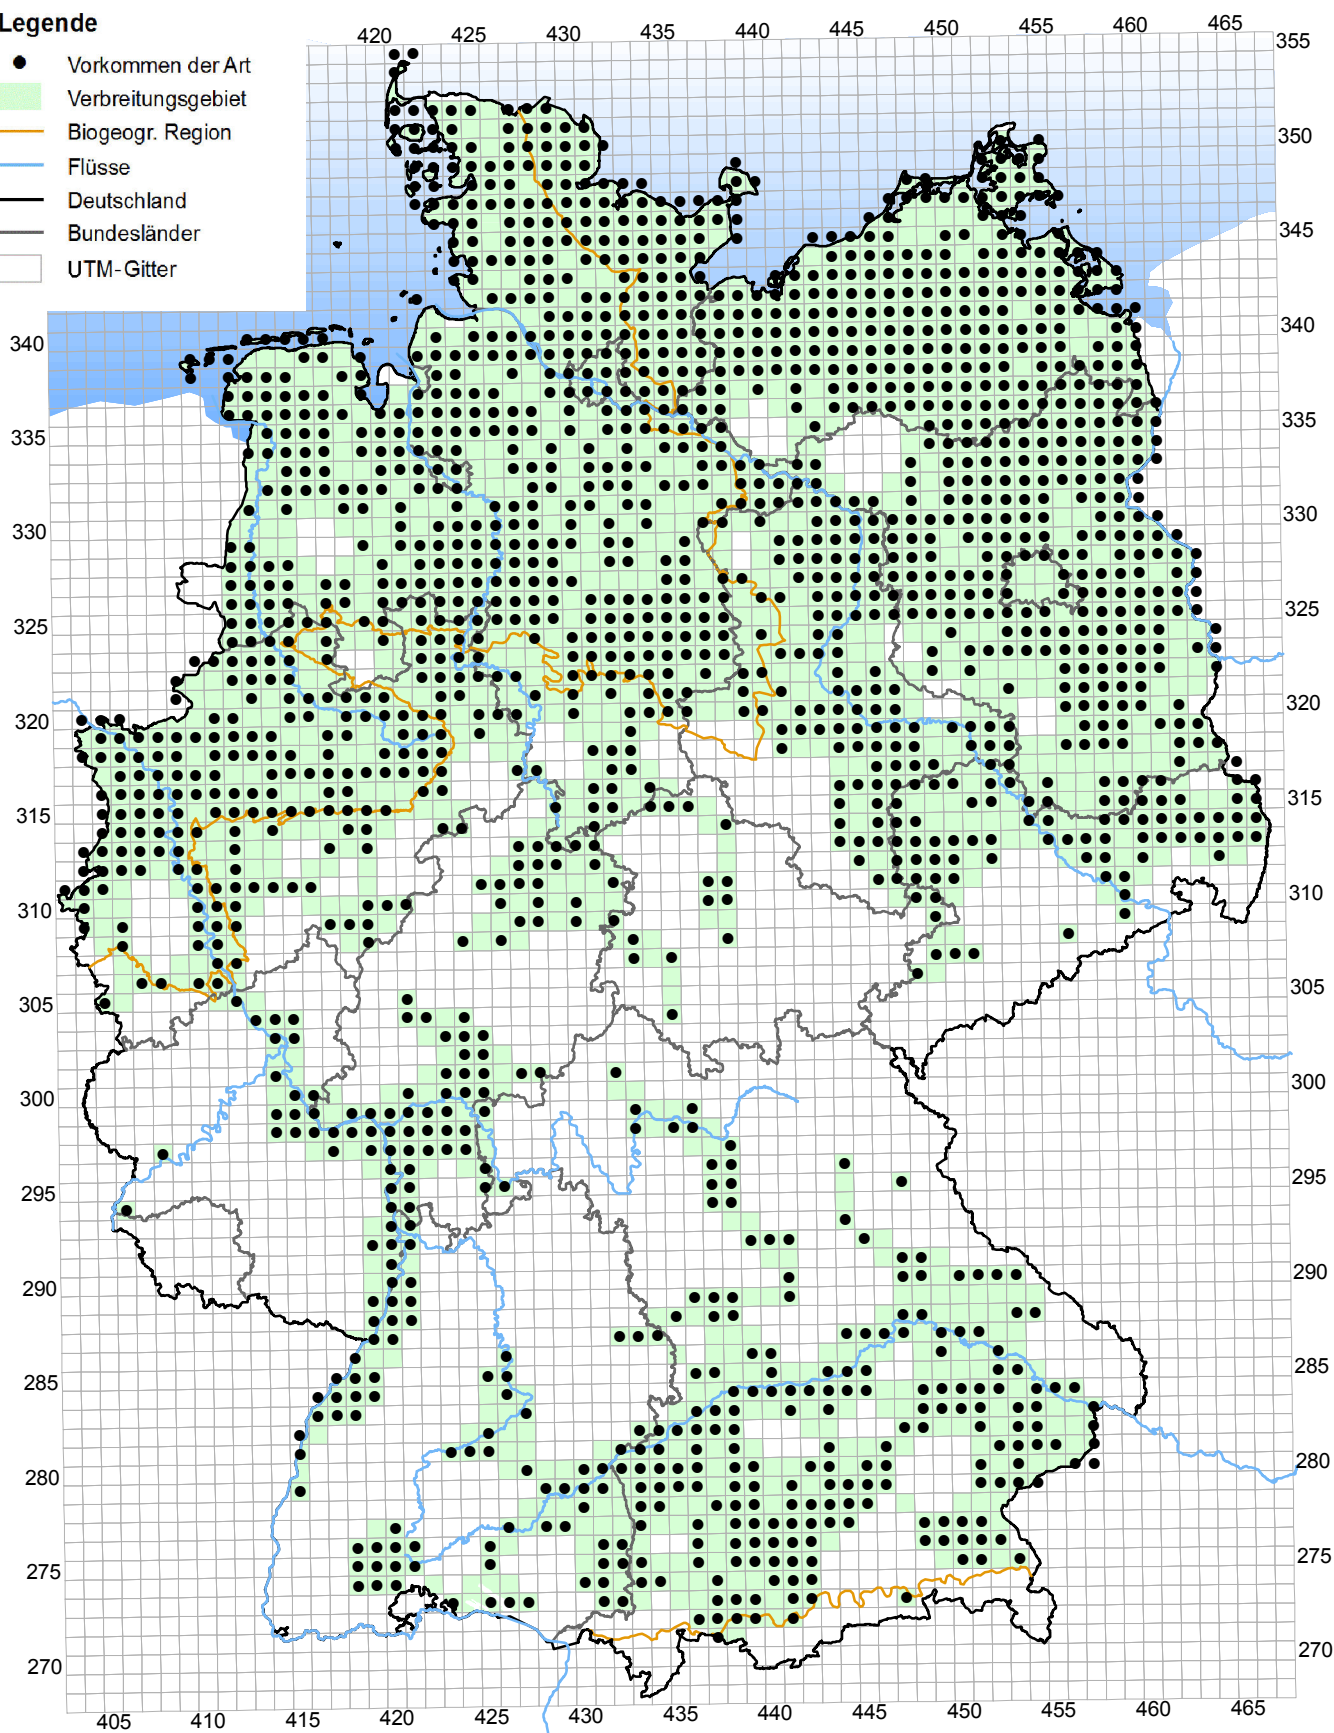 Legende
Vorkommen der Art
Verbreitungsgebiet
Biogeogr. Region
Flüsse
Deutschland
Bundesländer
UTM-Gitter
420 425 430 435 440 445 450 455 460 465
355
350
345
340 340
335 335
330 330
325 325
320 320
315 315
310 310
305 305
300 300
295 295
290 290
285 285
280 280
275 275
270 270
405 410 415 420 425 430 435 440 445 450 455 460 465